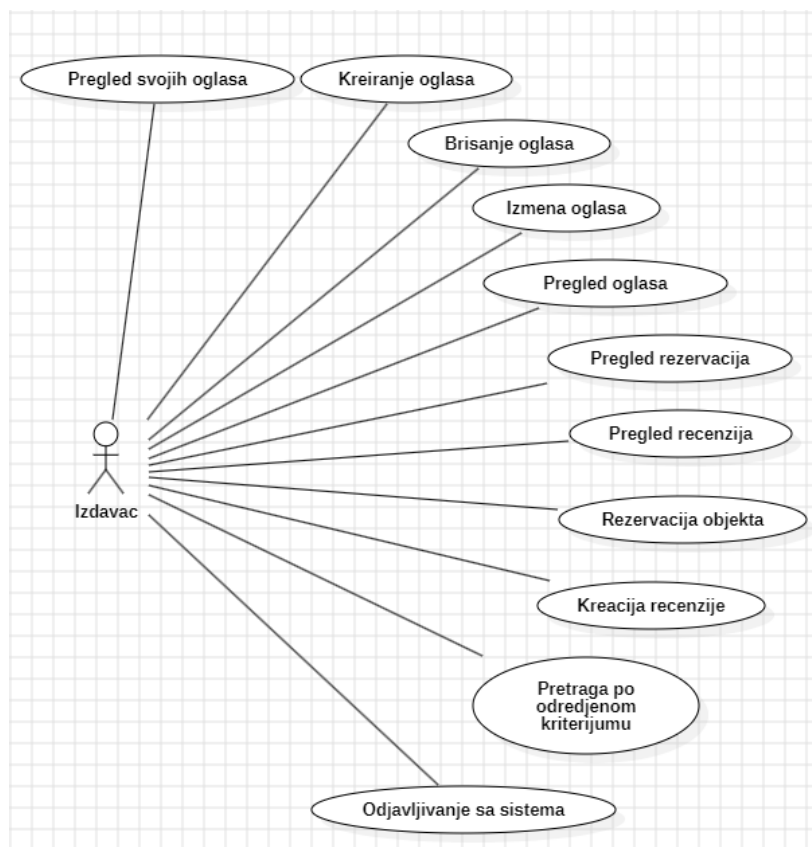 Pregled svojih oglasa
Kreiranje oglasa
Brisanje oglasa
Izmena oglasa
Pregled oglasa
Pregled rezervacija
Pregled recenzija
Izdavac
Rezervacija objekta
Kreacija recenzije
Pretraga po
odredjenom
kriterijumu
Odjavljivanje sa sistema